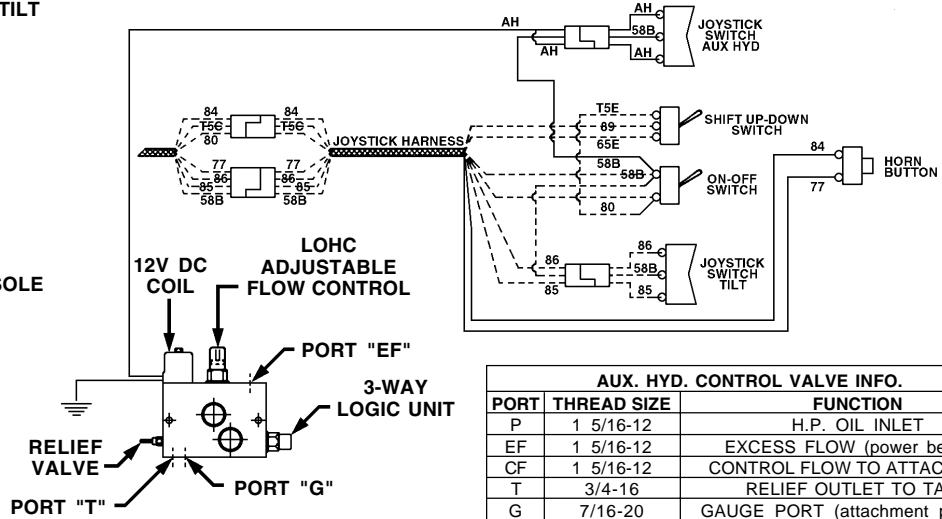 TILT
AH
AH
AH
58B
AH
JOYSTICK
SWITCH
AUX HYD
84
T5C
80
84
T5C
77
86
85
58B
77
86
85
58B
JOYSTICK HARNESS
T5E
89
65E
SHIFT UP-DOWN
SWITCH
58B
58B
80
ON-OFF
SWITCH
84
77
HORN
BUTTON
86
85
86
58B
85
JOYSTICK
SWITCH
TILT
12V DC
COIL
LOHC
ADJUSTABLE
FLOW CONTROL
PORT "EF"
3-WAY
LOGIC UNIT
RELIEF
VALVE
PORT "T"
PORT "G"
AUX. HYD. CONTROL VALVE INFO.
PORT THREAD SIZE FUNCTION
P 1 5/16-12 H.P. OIL INLET
EF 1 5/16-12 EXCESS FLOW (power be
CF 1 5/16-12 CONTROL FLOW TO ATTAC
T 3/4-16 RELIEF OUTLET TO TA
G 7/16-20 GAUGE PORT (attachment p